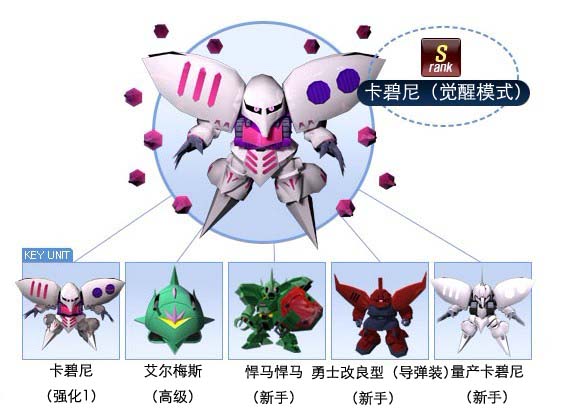 S
rank
卡碧尼（觉醒模式）
KEY UNIT
卡碧尼
（强化1）
艾尔梅斯
（高级）
悍马悍马
（新手）
勇士改良型（导弹装）
（新手）
量产卡碧尼
（新手）